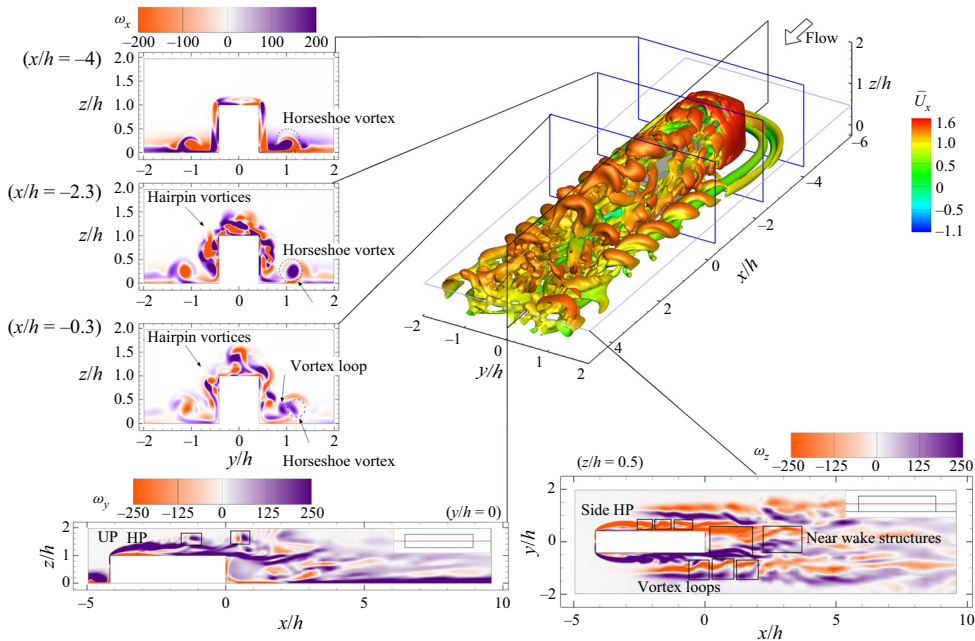 ω_x
−200 −100 0 100 200
(x/h = −4)
2.0
1.5
z/h 1.0
0.5
0
Horseshoe vortex
−2 −1 0 1 2
(x/h = −2.3)
2.0
Hairpin vortices
1.5
z/h 1.0
0.5
0
Horseshoe vortex
−2 −1 0 1 2
(x/h = −0.3)
2.0
Hairpin vortices
1.5
Vortex loop
z/h 1.0
0.5
0
−2 −1 0 1 2
y/h
Horseshoe vortex
Flow
2
1
z/h
0
−6
−4
−2
0
x/h
4
−2
−1
0
1
2
y/h
Ū_x
1.6
1.5
0
−0.5
−1.1
ω_y
−250 −125 0 125 250
(y/h = 0)
2
UP HP
z/h 1
0
−5 0 5 10
x/h
ω_z
−250 −125 0 125 250
(z/h = 0.5)
2
Side HP
1
y/h 0
Near wake structures
−1
−2
Vortex loops
−5 0 5 10
x/h